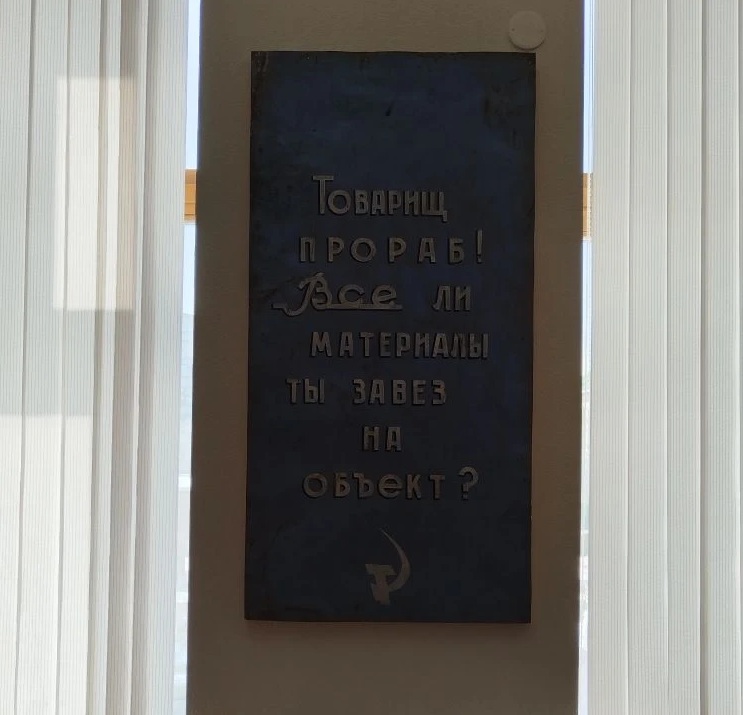 Товарищ
ПРОРАБ!
Все ли
МАТЕРИАЛЫ
ТЫ ЗАВЕЗ
НА
ОБЪЕКТ?